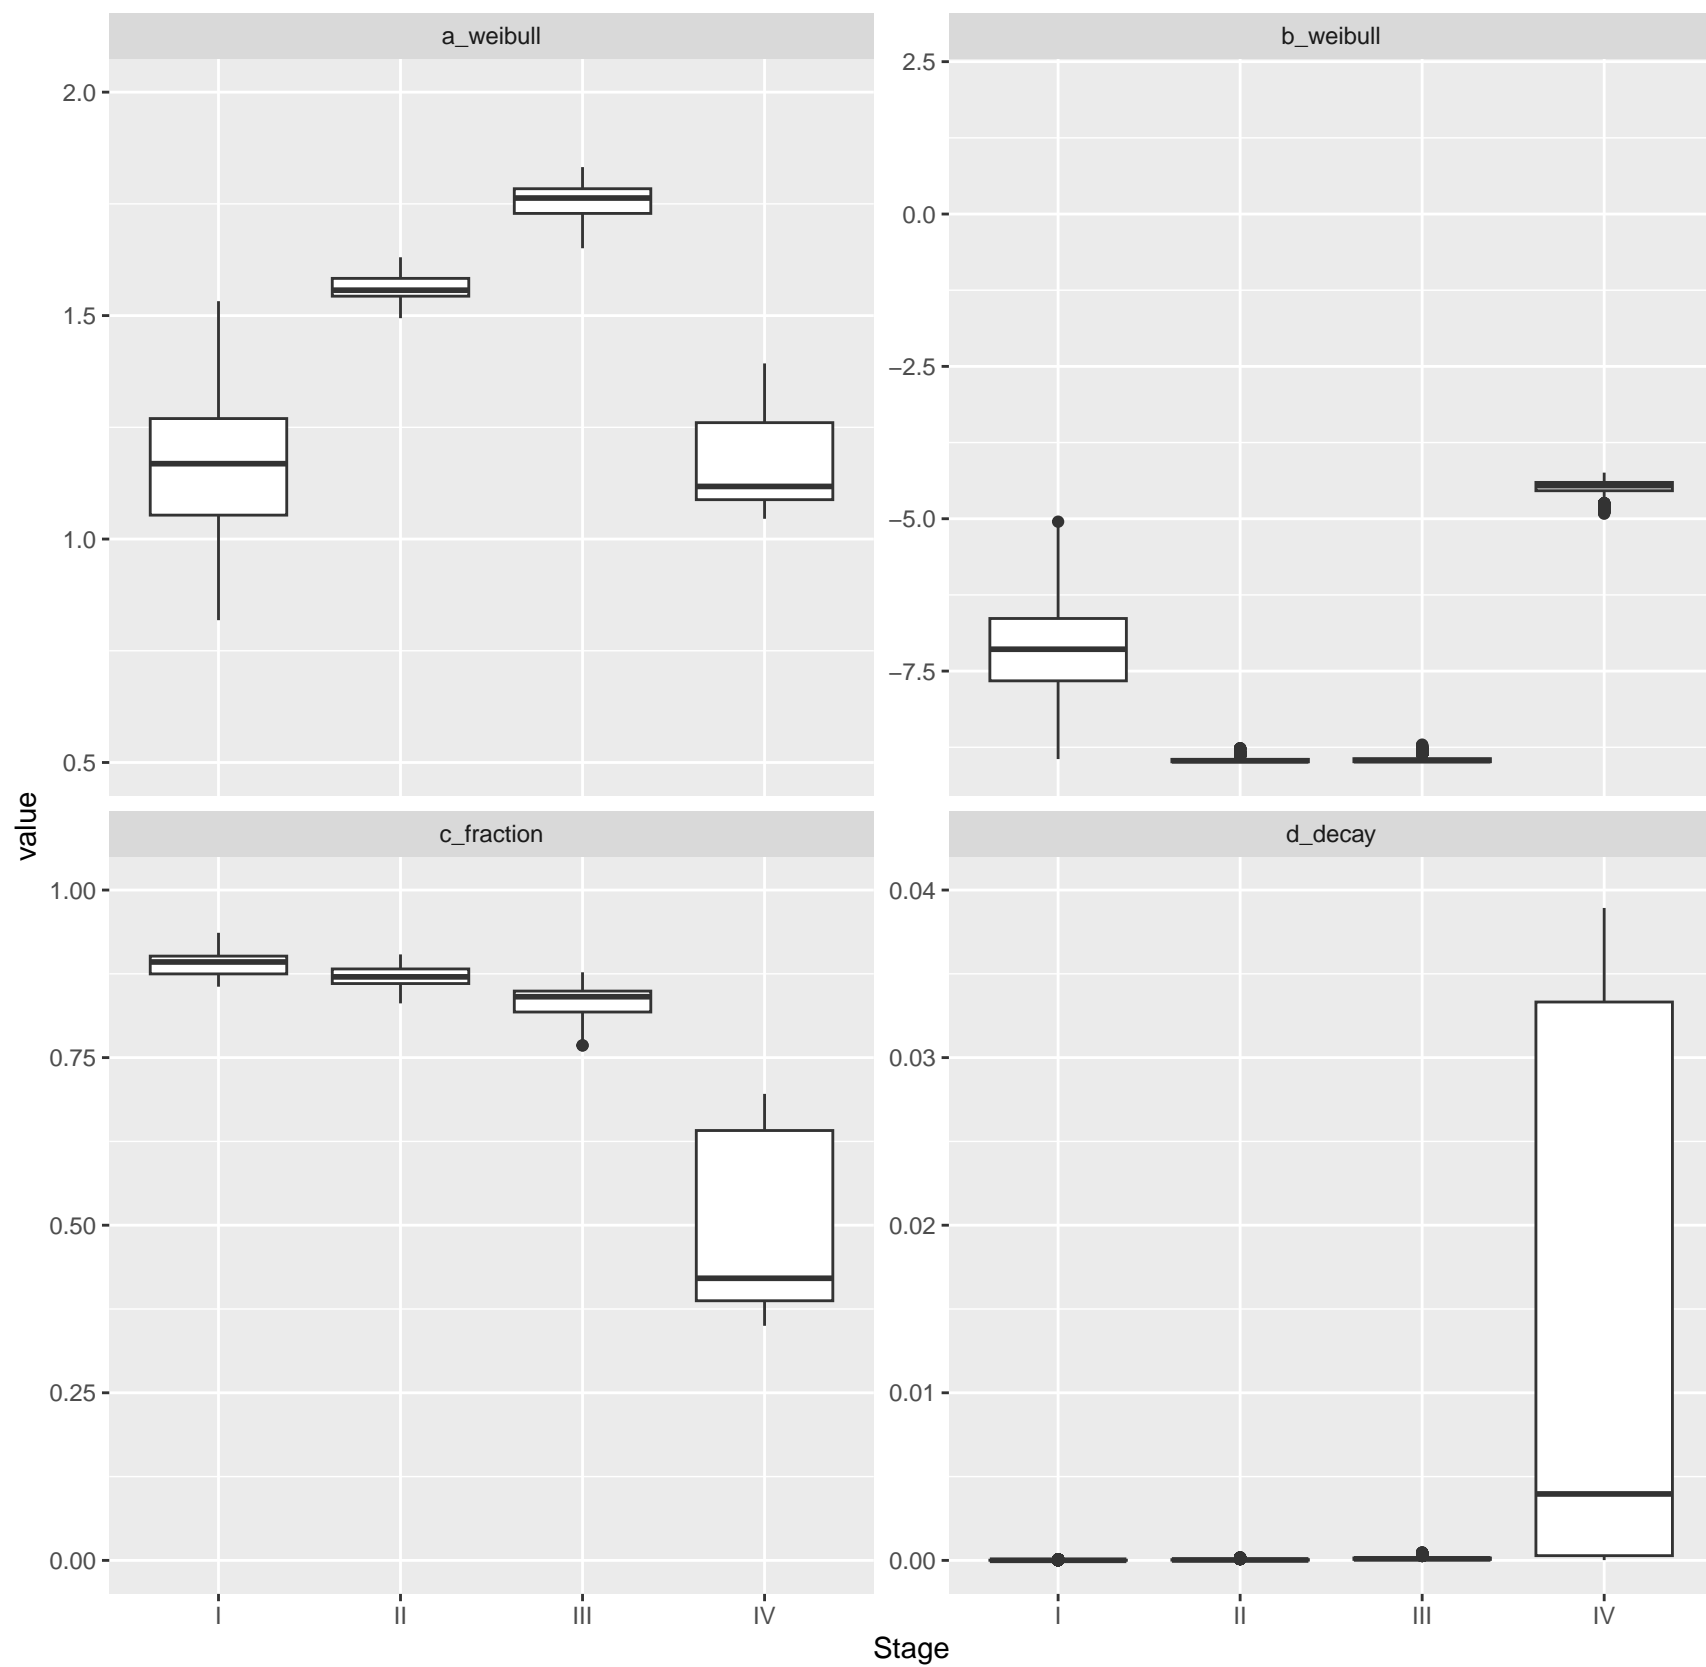 a_weibull
b_weibull
2.0
1.5
1.0
0.5
2.5
0.0
−2.5
−5.0
−7.5
value
c_fraction
d_decay
1.00
0.75
0.50
0.25
0.00
0.04
0.03
0.02
0.01
0.00
I II III IV
I II III IV
Stage